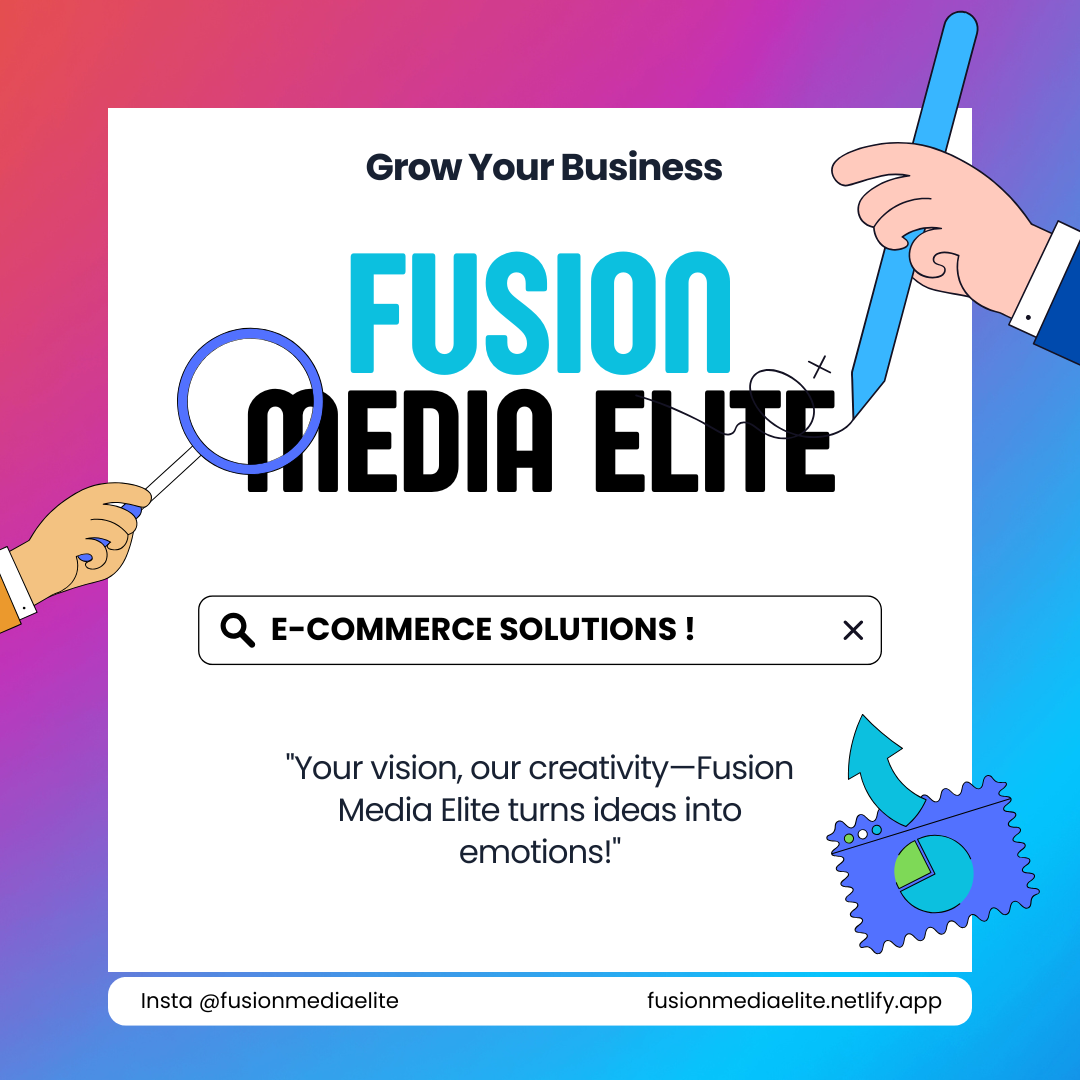 Grow Your Business
FUSION
MEDIA ELITE
E-COMMERCE SOLUTIONS !
"Your vision, our creativity—Fusion
Media Elite turns ideas into
emotions!"
Insta @fusionmediaelite
fusionmediaelite.netlify.app